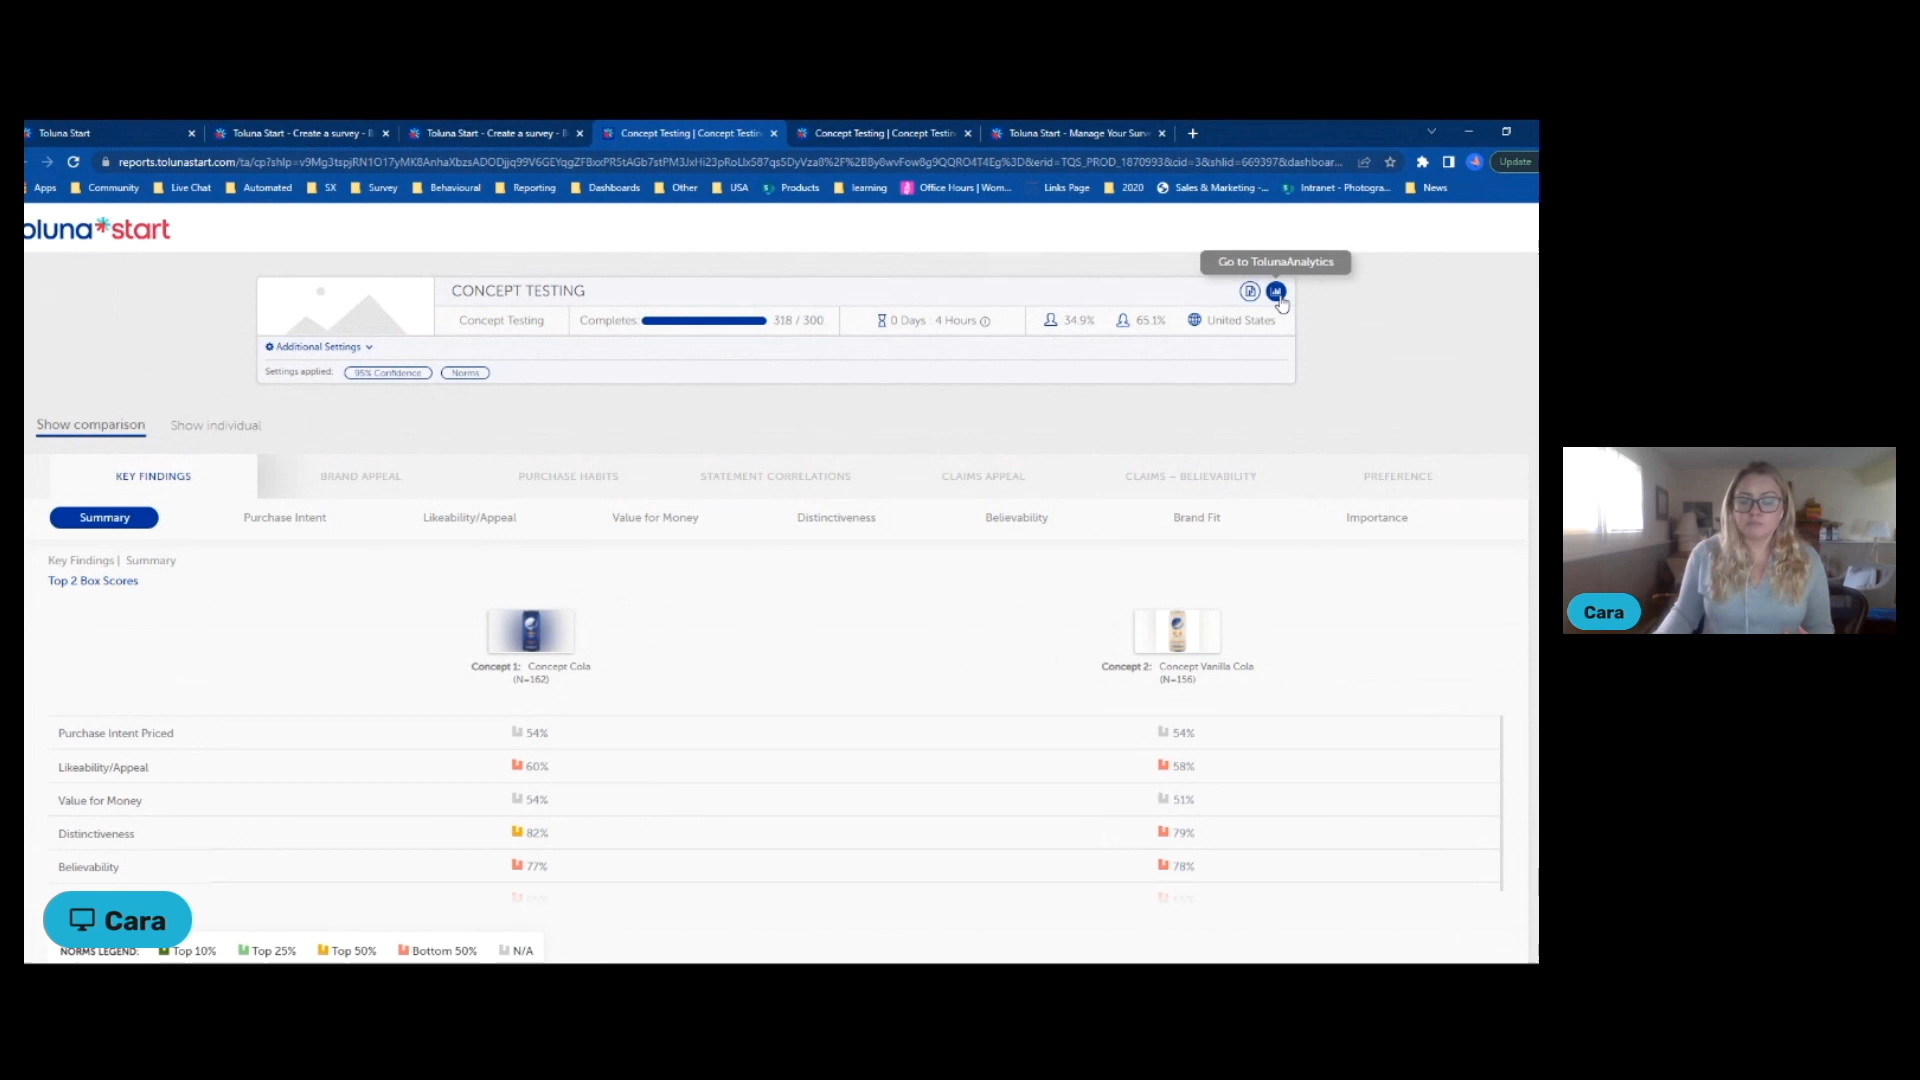 Toluna Start
Toluna Start - Create a survey - B
Toluna Start - Create a survey - B
Concept Testing | Concept Testin
Concept Testing | Concept Testin
Toluna Start - Manage Your Surv
Update
Apps Community Live Chat Automated SX Survey Behavioural Reporting Dashboards Other USA Products learning Office Hours | Wom... Links Page 2020 Sales & Marketing -... Intranet - Photogra... News
oluna*start
Go to TolunaAnalytics
CONCEPT TESTING
Concept Testing Completes: 318 / 300 0 Days : 4 Hours 34.9% 65.1% United States
Additional Settings
Settings applied: 95% Confidence Norms
Show comparison Show individual
KEY FINDINGS BRAND APPEAL PURCHASE HABITS STATEMENT CORRELATIONS CLAIMS APPEAL CLAIMS – BELIEVABILITY PREFERENCE
Summary Purchase Intent Likeability/Appeal Value for Money Distinctiveness Believability Brand Fit Importance
Key Findings | Summary
Top 2 Box Scores
Concept 1: Concept Cola
(N=162)
Concept 2: Concept Vanilla Cola
(N=156)
Purchase Intent Priced 54% 54%
Likeability/Appeal 60% 58%
Value for Money 54% 51%
Distinctiveness 82% 79%
Believability 77% 78%
Cara
NORMS LEGEND: Top 10% Top 25% Top 50% Bottom 50% N/A
Cara